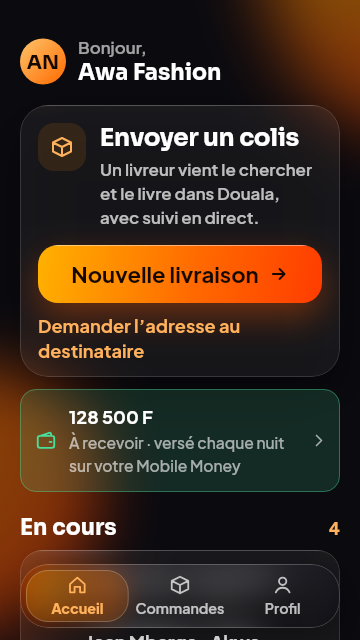 AN
Bonjour,
Awa Fashion
Envoyer un colis
Un livreur vient le chercher
et le livre dans Douala,
avec suivi en direct.
Nouvelle livraison →
Demander l’adresse au
destinataire
128 500 F
À recevoir · versé chaque nuit
sur votre Mobile Money
En cours
4
Accueil
Commandes
Profil